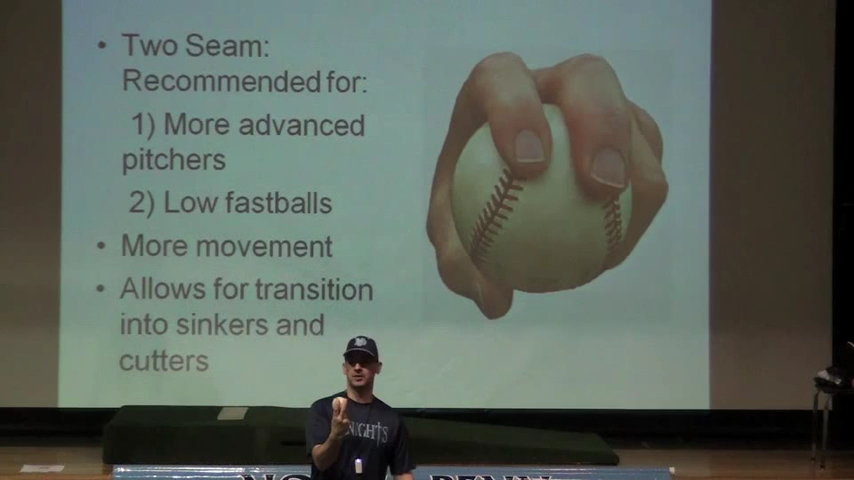 • Two Seam:
Recommended for:
1) More advanced
pitchers
2) Low fastballs
• More movement
• Allows for transition
into sinkers and
cutters